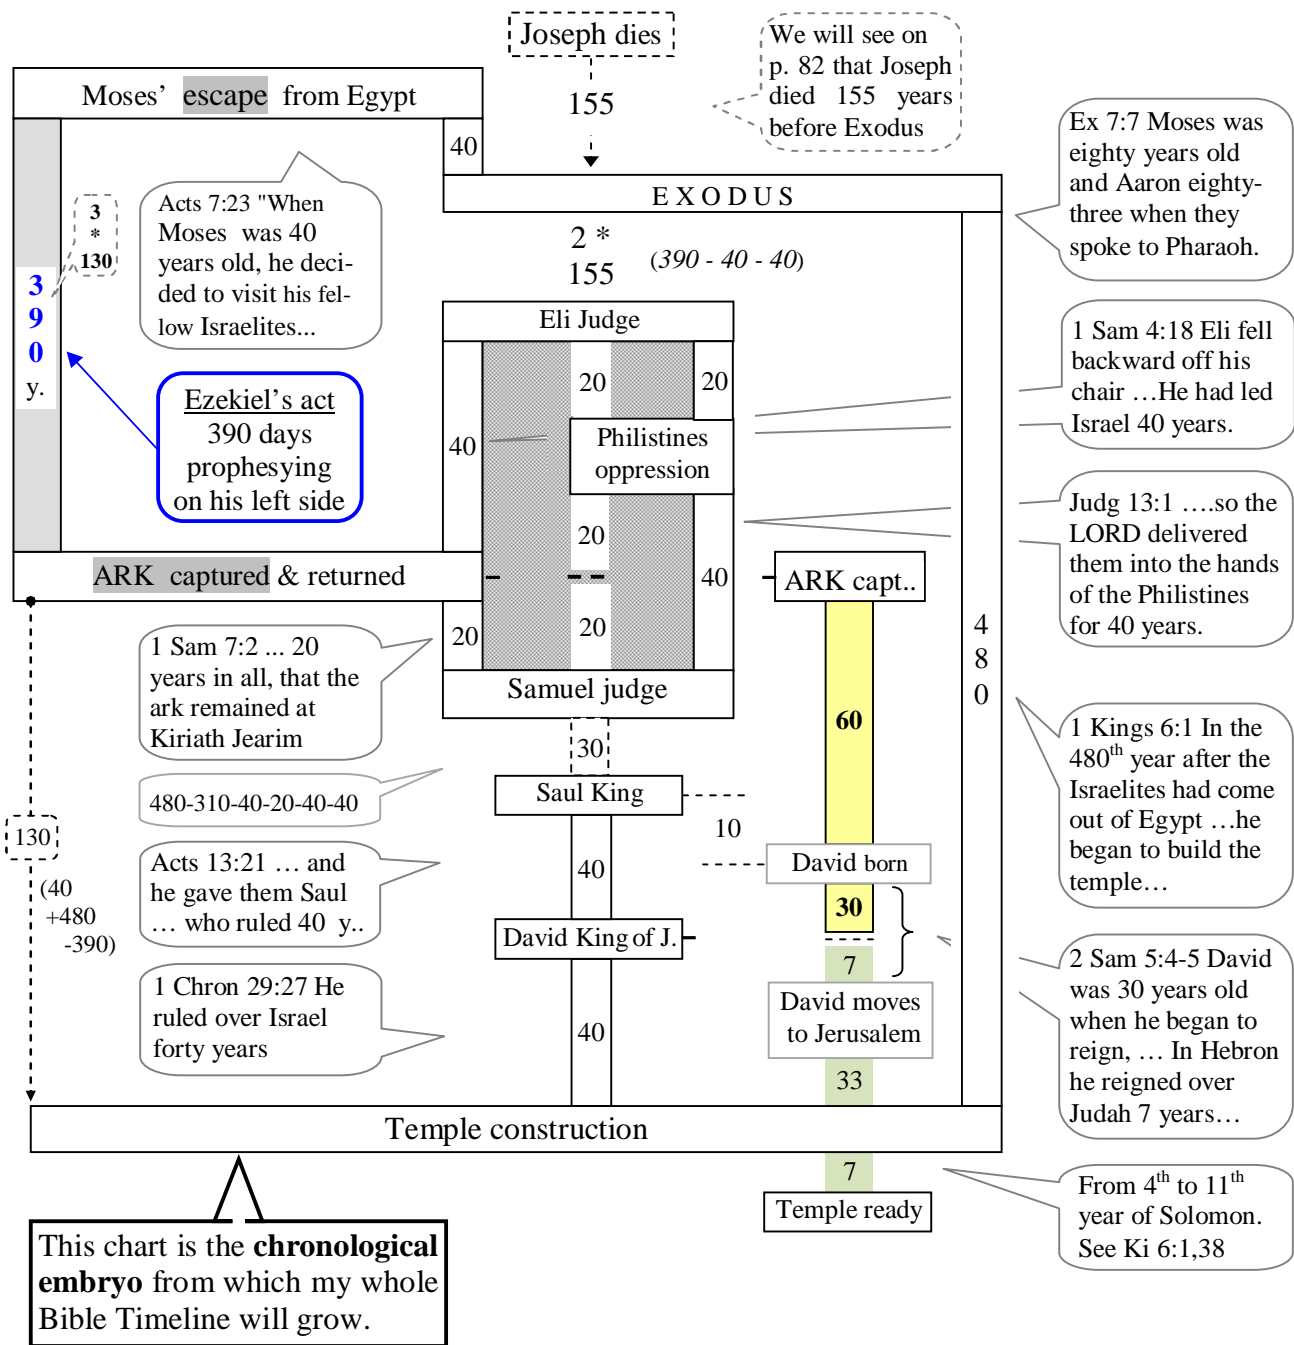 Joseph dies
155
We will see on
p. 82 that Joseph
died 155 years
before Exodus
Moses’ escape from Egypt
40
Ex 7:7 Moses was
eighty years old
and Aaron eighty-
three when they
spoke to Pharaoh.
EXODUS
3
*
130
Acts 7:23 "When
Moses was 40
years old, he deci-
ded to visit his fel-
low Israelites...
2 *
155
(390 - 40 - 40)
3
9
0
y.
Eli Judge
1 Sam 4:18 Eli fell
backward off his
chair …He had led
Israel 40 years.
Ezekiel’s act
390 days
prophesying
on his left side
40
20
20
Philistines
oppression
20
40
20
Judg 13:1 ….so the
LORD delivered
them into the hands
of the Philistines
for 40 years.
ARK captured & returned
ARK capt..
20
4
8
0
1 Sam 7:2 ... 20
years in all, that the
ark remained at
Kiriath Jearim
Samuel judge
60
30
1 Kings 6:1 In the
480th year after the
Israelites had come
out of Egypt …he
began to build the
temple…
480-310-40-20-40-40
Saul King
10
130
(40
+480
-390)
Acts 13:21 … and
he gave them Saul
… who ruled 40 y..
40
David born
30
David King of J.
7
2 Sam 5:4-5 David
was 30 years old
when he began to
reign, … In Hebron
he reigned over
Judah 7 years…
1 Chron 29:27 He
ruled over Israel
forty years
40
David moves
to Jerusalem
33
Temple construction
7
Temple ready
From 4th to 11th
year of Solomon.
See Ki 6:1,38
This chart is the chronological
embryo from which my whole
Bible Timeline will grow.